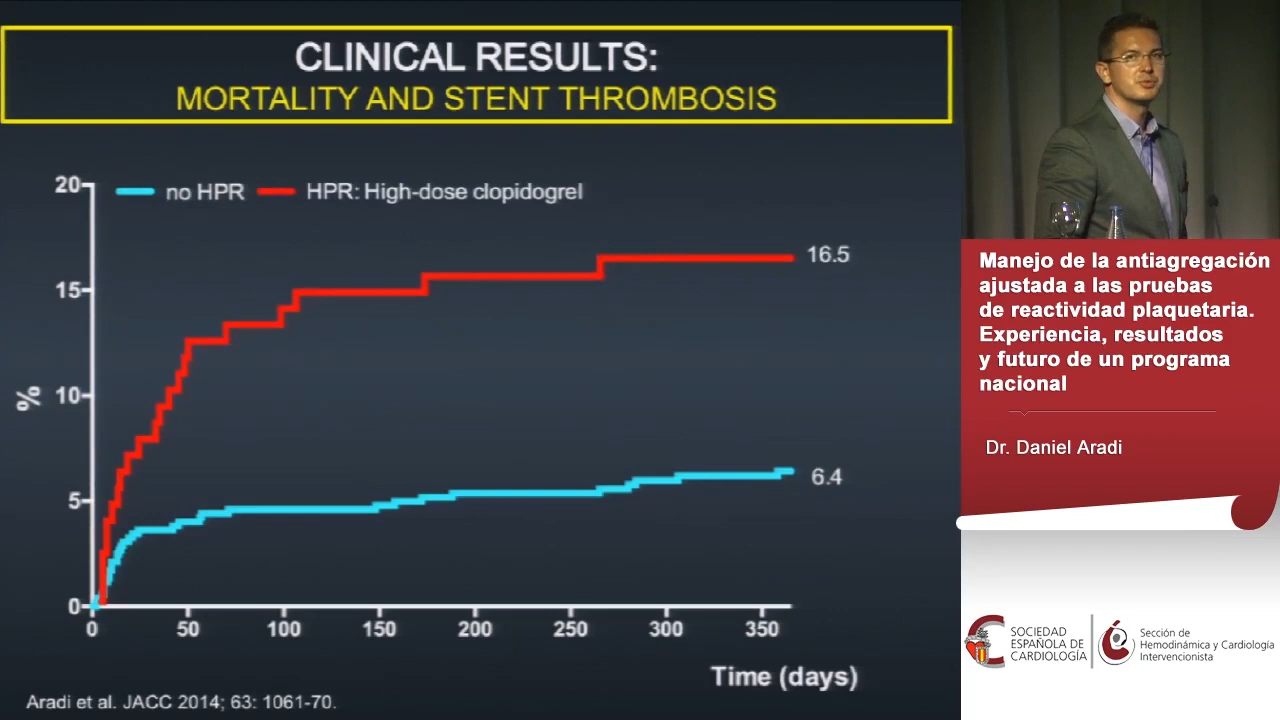 CLINICAL RESULTS:
MORTALITY AND STENT THROMBOSIS
20
no HPR
HPR: High-dose clopidogrel
16.5
15
%
10
6.4
5
0
0 50 100 150 200 250 300 350
Time (days)
Aradi et al. JACC 2014; 63: 1061-70.
Manejo de la antiagregación
ajustada a las pruebas
de reactividad plaquetaria.
Experiencia, resultados
y futuro de un programa
nacional
Dr. Daniel Aradi
SOCIEDAD
ESPAÑOLA DE
CARDIOLOGÍA
Sección de
Hemodinámica y Cardiología
Intervencionista